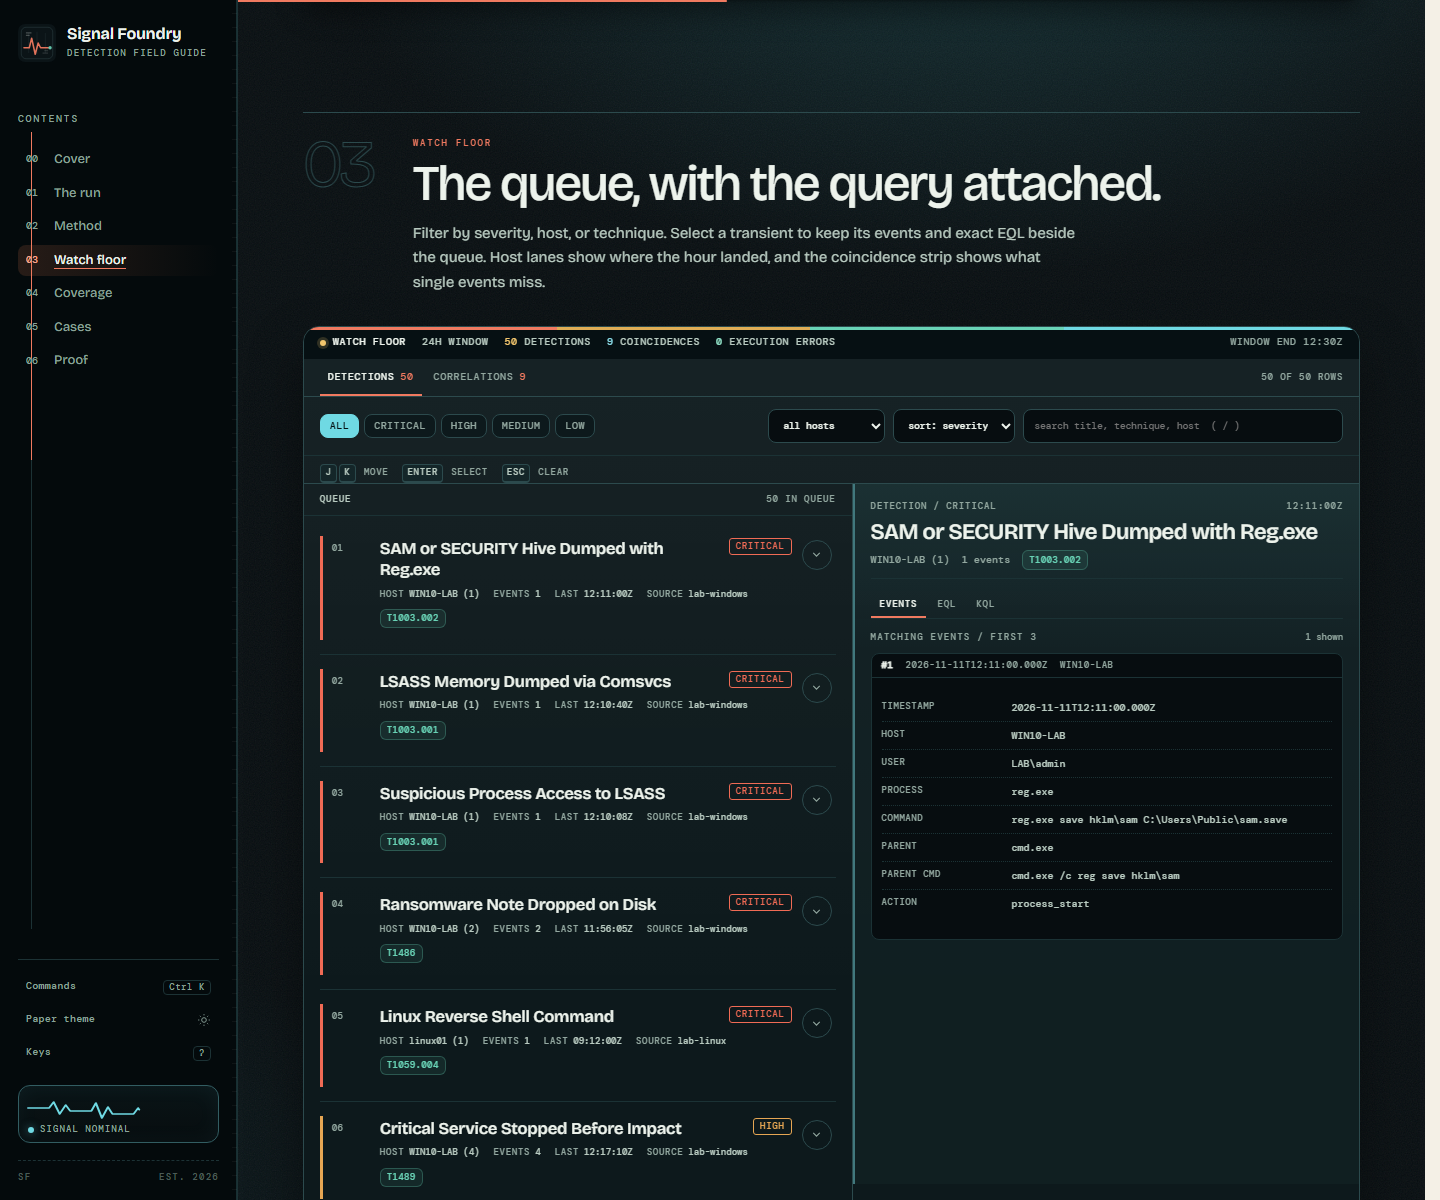 Signal Foundry
DETECTION FIELD GUIDE
CONTENTS
00 Cover
01 The run
02 Method
03 Watch floor
04 Coverage
05 Cases
06 Proof
Commands Ctrl K
Paper theme
Keys ?
SIGNAL NOMINAL
SF EST. 2026
03
WATCH FLOOR
The queue, with the query attached.
Filter by severity, host, or technique. Select a transient to keep its events and exact EQL beside
the queue. Host lanes show where the hour landed, and the coincidence strip shows what
single events miss.
WATCH FLOOR 24H WINDOW 50 DETECTIONS 9 COINCIDENCES 0 EXECUTION ERRORS WINDOW END 12:30Z
DETECTIONS 50 CORRELATIONS 9 50 OF 50 ROWS
ALL CRITICAL HIGH MEDIUM LOW all hosts sort: severity search title, technique, host ( / )
J K MOVE ENTER SELECT ESC CLEAR
QUEUE 50 IN QUEUE
01 SAM or SECURITY Hive Dumped with CRITICAL
Reg.exe
HOST WIN10-LAB (1) EVENTS 1 LAST 12:11:00Z SOURCE lab-windows
T1003.002
02 LSASS Memory Dumped via Comsvcs CRITICAL
HOST WIN10-LAB (1) EVENTS 1 LAST 12:10:40Z SOURCE lab-windows
T1003.001
03 Suspicious Process Access to LSASS CRITICAL
HOST WIN10-LAB (1) EVENTS 1 LAST 12:10:08Z SOURCE lab-windows
T1003.001
04 Ransomware Note Dropped on Disk CRITICAL
HOST WIN10-LAB (2) EVENTS 2 LAST 11:56:05Z SOURCE lab-windows
T1486
05 Linux Reverse Shell Command CRITICAL
HOST linux01 (1) EVENTS 1 LAST 09:12:00Z SOURCE lab-linux
T1059.004
06 Critical Service Stopped Before Impact HIGH
HOST WIN10-LAB (4) EVENTS 4 LAST 12:17:10Z SOURCE lab-windows
T1489
DETECTION / CRITICAL 12:11:00Z
SAM or SECURITY Hive Dumped with Reg.exe
WIN10-LAB (1) 1 events T1003.002
EVENTS EQL KQL
MATCHING EVENTS / FIRST 3 1 shown
#1 2026-11-11T12:11:00.000Z WIN10-LAB
TIMESTAMP 2026-11-11T12:11:00.000Z
HOST WIN10-LAB
USER LAB\admin
PROCESS reg.exe
COMMAND reg.exe save hklm\sam C:\Users\Public\sam.save
PARENT cmd.exe
PARENT CMD cmd.exe /c reg save hklm\sam
ACTION process_start